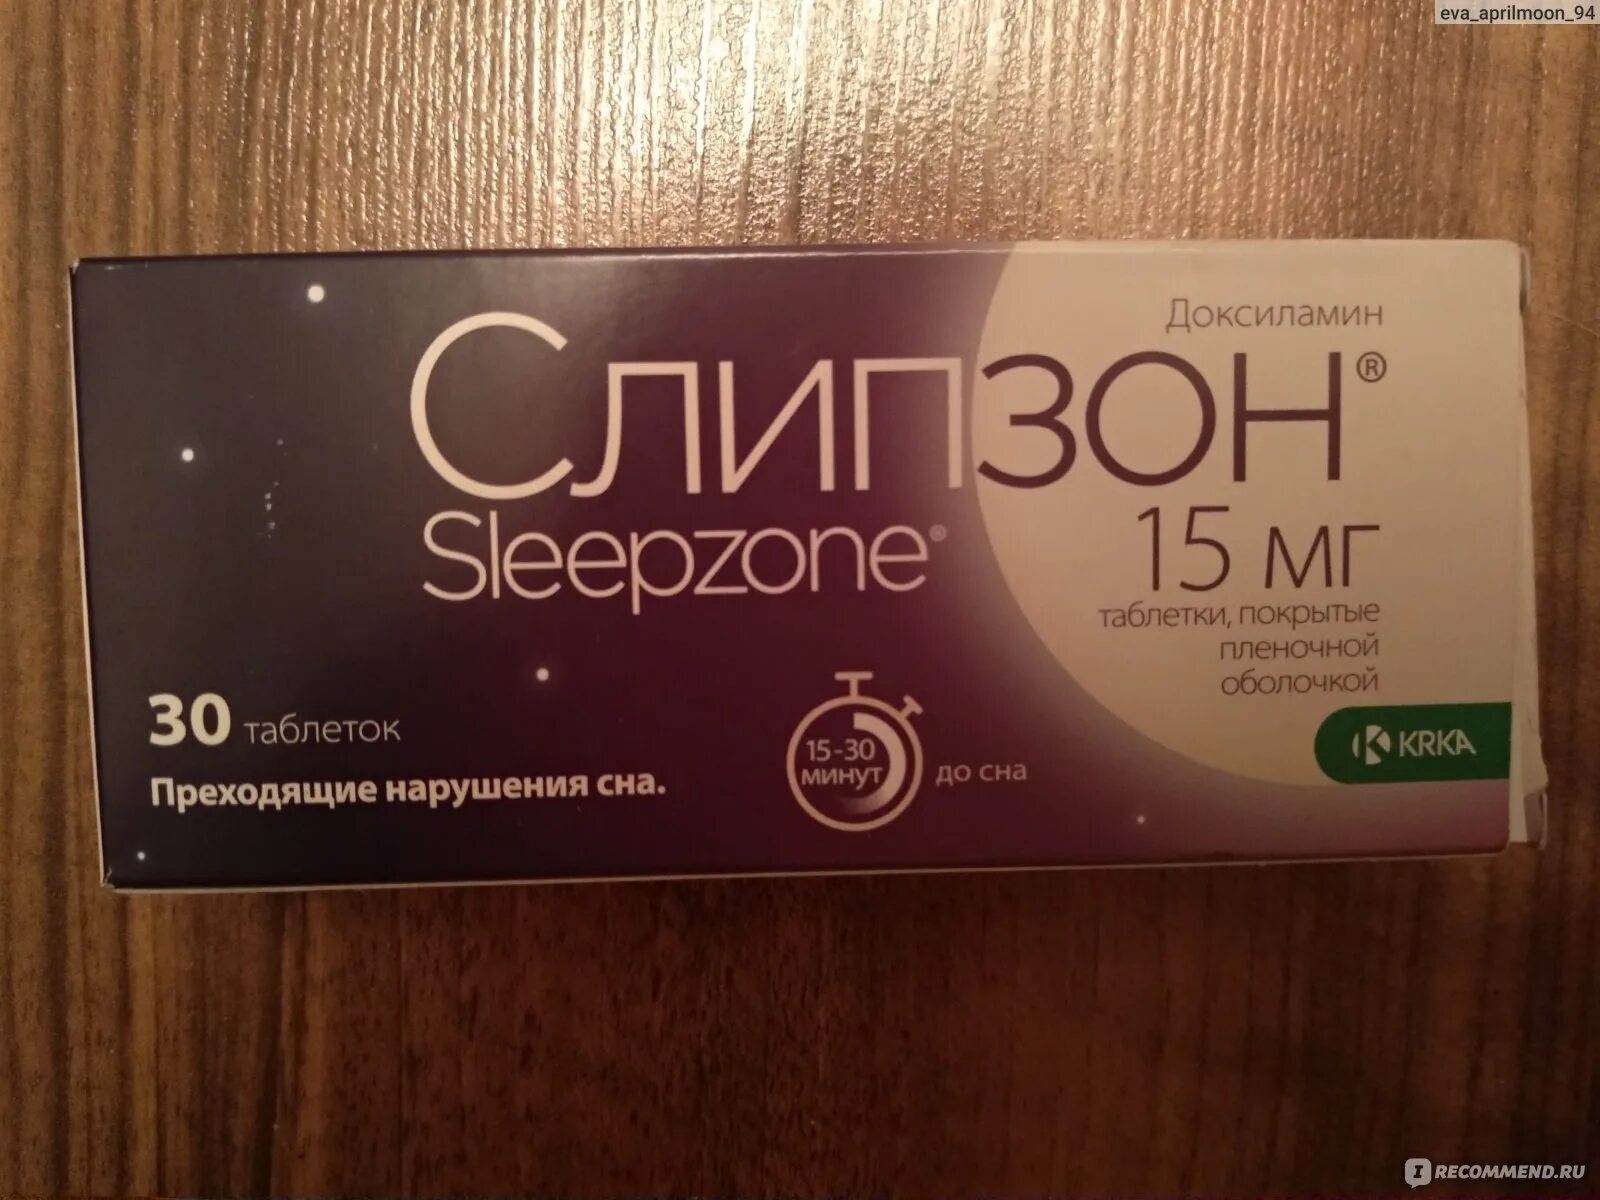 eva_aprilmoon_94
Доксиламин
Слипзон®
Sleepzone®
15 мг
таблетки, покрытые
пленочной
оболочкой
30 таблеток
Преходящие нарушения сна.
15-30
минут
до сна
KRKA
I RECOMMEND.RU